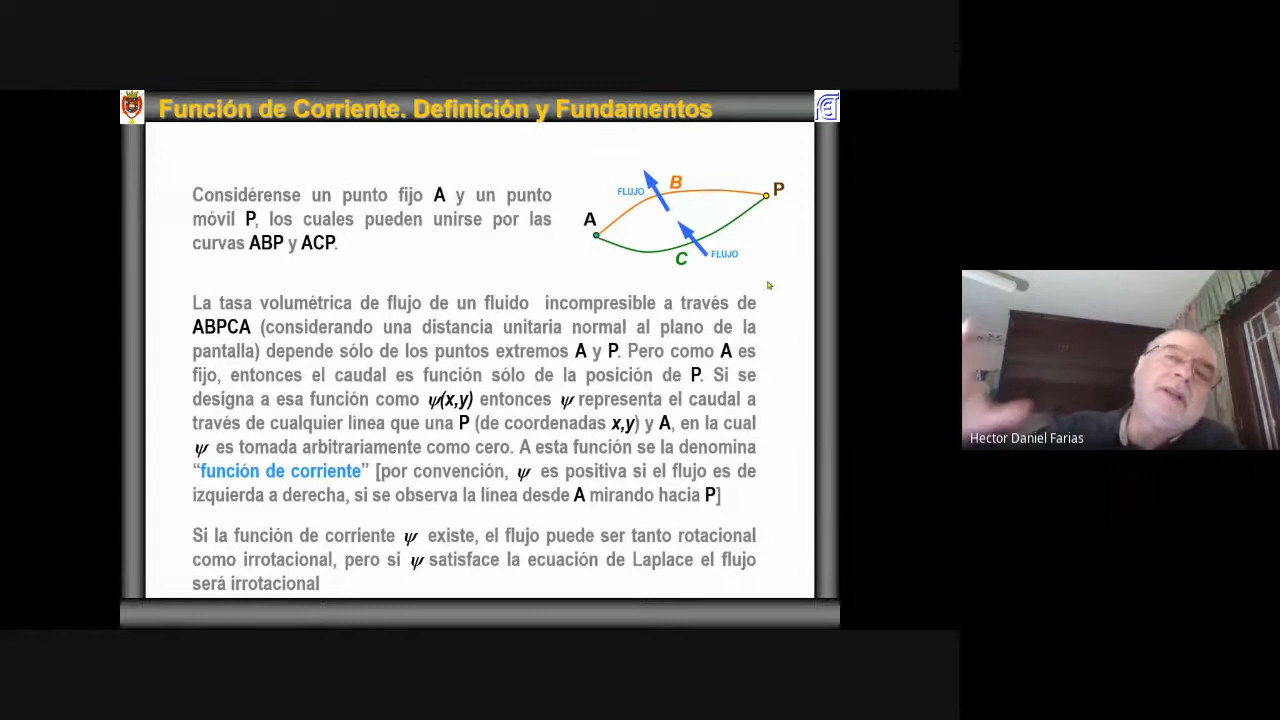 Función de Corriente. Definición y Fundamentos
Considérense un punto fijo A y un punto
móvil P, los cuales pueden unirse por las
curvas ABP y ACP.
FLUJO
B
P
A
C
FLUJO
La tasa volumétrica de flujo de un fluido incompresible a través de
ABPCA (considerando una distancia unitaria normal al plano de la
pantalla) depende sólo de los puntos extremos A y P. Pero como A es
fijo, entonces el caudal es función sólo de la posición de P. Si se
designa a esa función como ψ(x,y) entonces ψ representa el caudal a
través de cualquier línea que una P (de coordenadas x,y) y A, en la cual
ψ es tomada arbitrariamente como cero. A esta función se la denomina
“función de corriente” [por convención, ψ es positiva si el flujo es de
izquierda a derecha, si se observa la línea desde A mirando hacia P]
Si la función de corriente ψ existe, el flujo puede ser tanto rotacional
como irrotacional, pero si ψ satisface la ecuación de Laplace el flujo
será irrotacional
Hector Daniel Farias